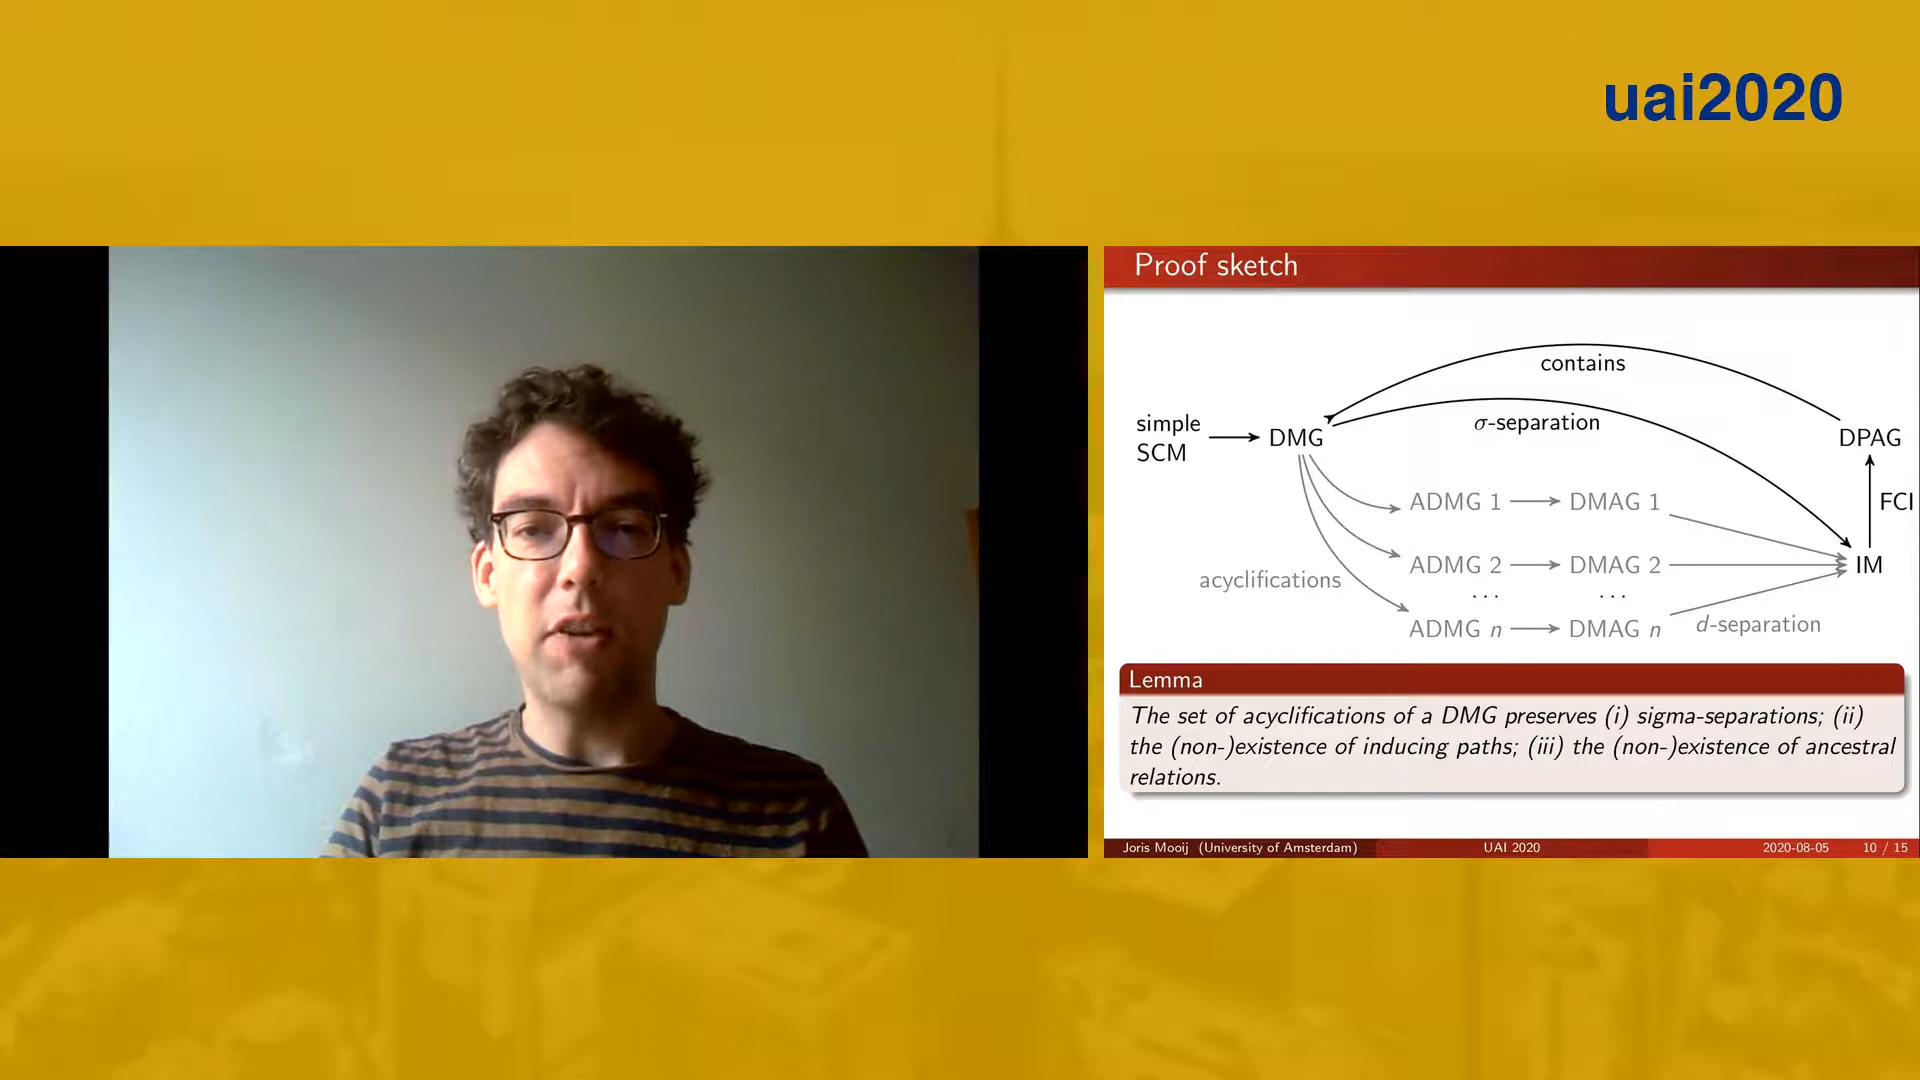 uai2020
Proof sketch
contains
σ-separation
simple
SCM
DMG
DPAG
ADMG 1
DMAG 1
FCI
ADMG 2
DMAG 2
IM
acyclifications
. . .
. . .
ADMG n
DMAG n
d-separation
Lemma
The set of acyclifications of a DMG preserves (i) sigma-separations; (ii)
the (non-)existence of inducing paths; (iii) the (non-)existence of ancestral
relations.
Joris Mooij (University of Amsterdam)
UAI 2020
2020-08-05
10 / 15